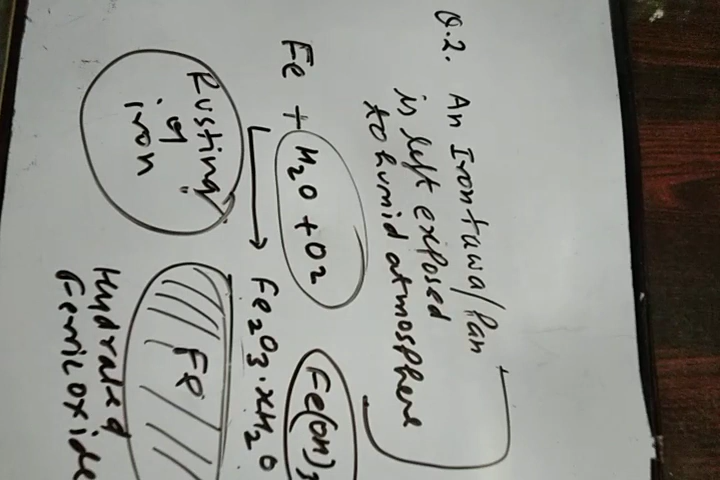 Q.2. An Iron tawa/Pan
is left exposed
to humid atmosphere
Fe + H2O + O2 → Fe2O3.xH2O
Fe(OH)3
Rusting
of
iron
Fe
Hydrated
Ferric oxide